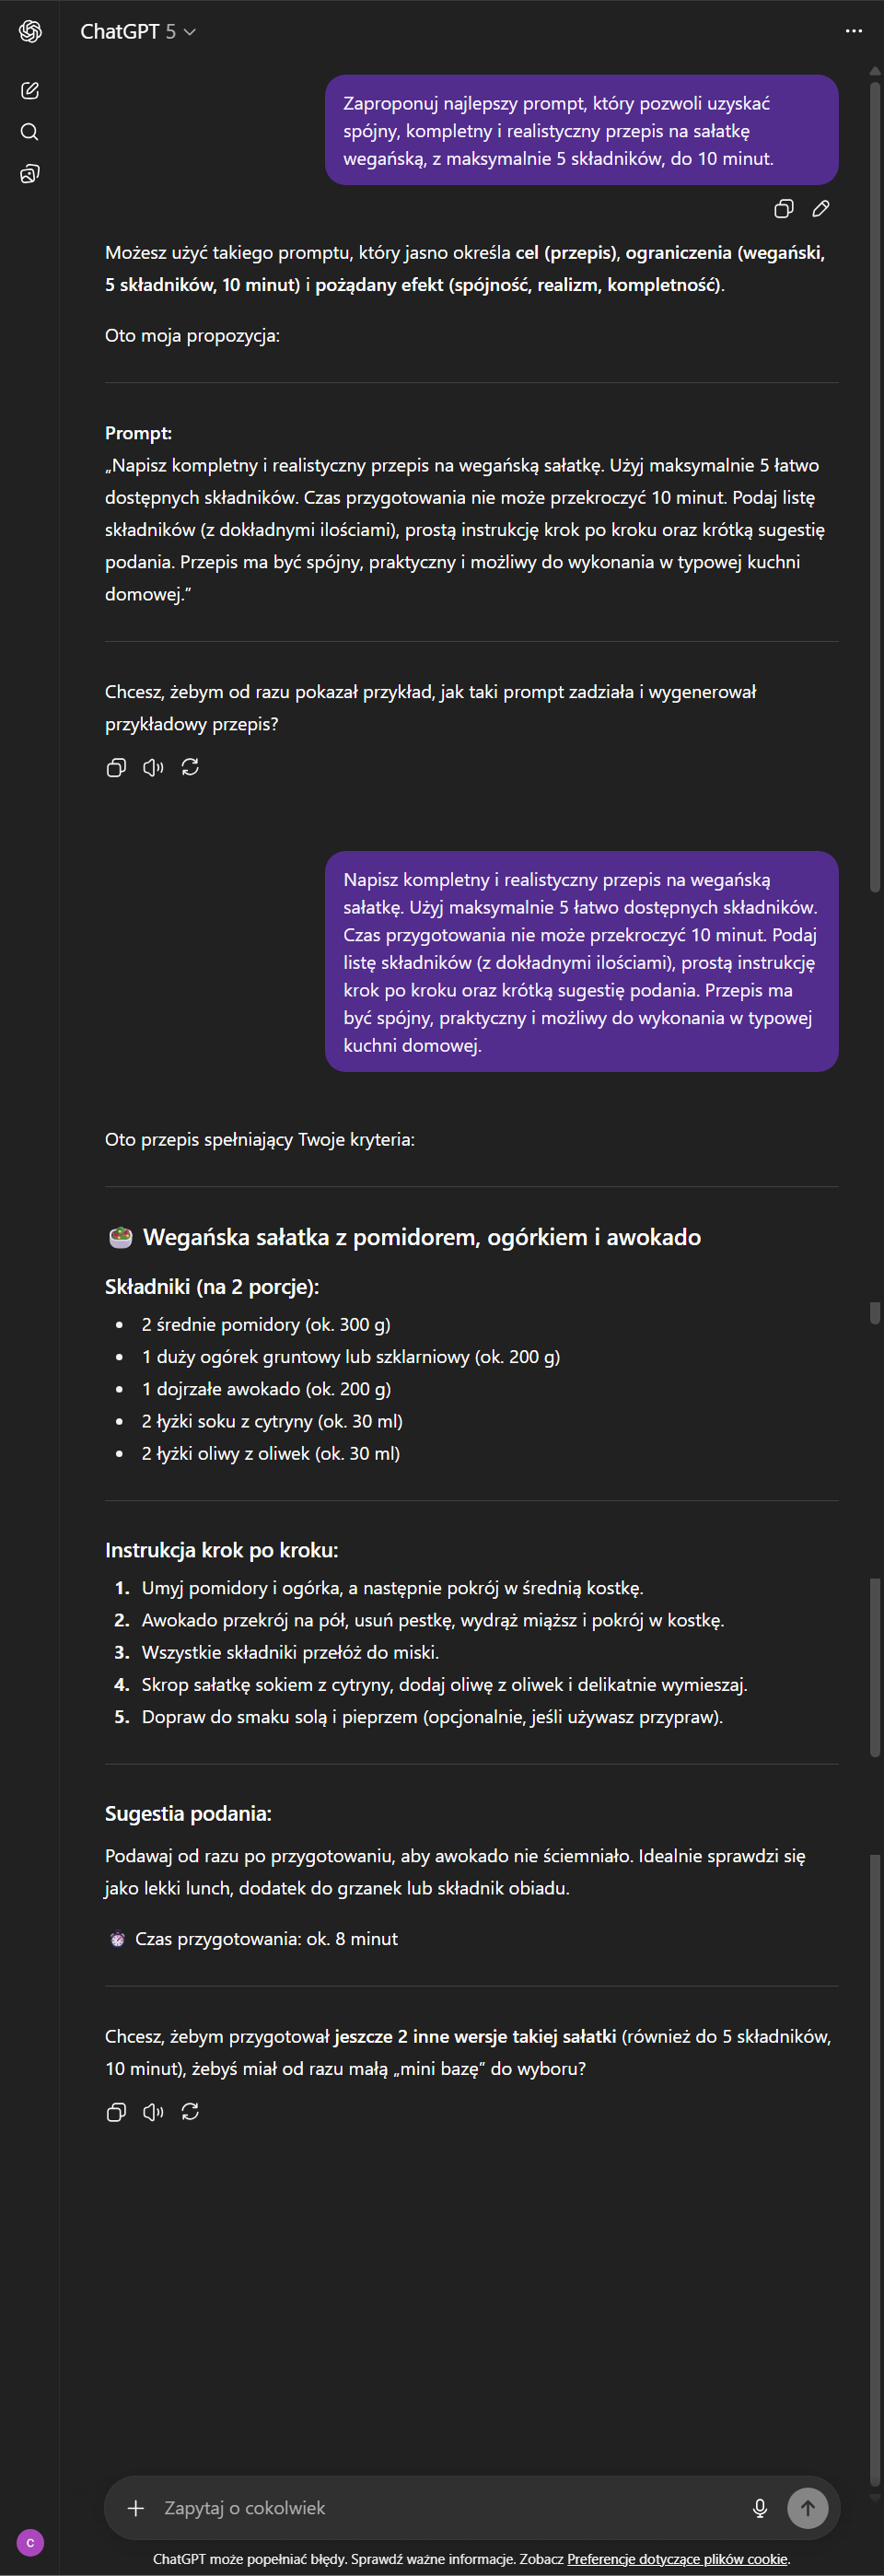 ChatGPT 5
Zaproponuj najlepszy prompt, który pozwoli uzyskać
spójny, kompletny i realistyczny przepis na sałatkę
wegańską, z maksymalnie 5 składników, do 10 minut.
Możesz użyć takiego promptu, który jasno określa cel (przepis), ograniczenia (wegański,
5 składników, 10 minut) i pożądany efekt (spójność, realizm, kompletność).
Oto moja propozycja:
Prompt:
„Napisz kompletny i realistyczny przepis na wegańską sałatkę. Użyj maksymalnie 5 łatwo
dostępnych składników. Czas przygotowania nie może przekroczyć 10 minut. Podaj listę
składników (z dokładnymi ilościami), prostą instrukcję krok po kroku oraz krótką sugestię
podania. Przepis ma być spójny, praktyczny i możliwy do wykonania w typowej kuchni
domowej.”
Chcesz, żebym od razu pokazał przykład, jak taki prompt zadziała i wygenerował
przykładowy przepis?
Napisz kompletny i realistyczny przepis na wegańską
sałatkę. Użyj maksymalnie 5 łatwo dostępnych składników.
Czas przygotowania nie może przekroczyć 10 minut. Podaj
listę składników (z dokładnymi ilościami), prostą instrukcję
krok po kroku oraz krótką sugestię podania. Przepis ma
być spójny, praktyczny i możliwy do wykonania w typowej
kuchni domowej.
Oto przepis spełniający Twoje kryteria:
🥗 Wegańska sałatka z pomidorem, ogórkiem i awokado
Składniki (na 2 porcje):
• 2 średnie pomidory (ok. 300 g)
• 1 duży ogórek gruntowy lub szklarniowy (ok. 200 g)
• 1 dojrzałe awokado (ok. 200 g)
• 2 łyżki soku z cytryny (ok. 30 ml)
• 2 łyżki oliwy z oliwek (ok. 30 ml)
Instrukcja krok po kroku:
1. Umyj pomidory i ogórka, a następnie pokrój w średnią kostkę.
2. Awokado przekrój na pół, usuń pestkę, wydrąż miąższ i pokrój w kostkę.
3. Wszystkie składniki przełóż do miski.
4. Skrop sałatkę sokiem z cytryny, dodaj oliwę z oliwek i delikatnie wymieszaj.
5. Dopraw do smaku solą i pieprzem (opcjonalnie, jeśli używasz przypraw).
Sugestia podania:
Podawaj od razu po przygotowaniu, aby awokado nie ściemniało. Idealnie sprawdzi się
jako lekki lunch, dodatek do grzanek lub składnik obiadu.
⏱ Czas przygotowania: ok. 8 minut
Chcesz, żebym przygotował jeszcze 2 inne wersje takiej sałatki (również do 5 składników,
10 minut), żebyś miał od razu małą „mini bazę” do wyboru?
Zapytaj o cokolwiek
C
ChatGPT może popełniać błędy. Sprawdź ważne informacje. Zobacz Preferencje dotyczące plików cookie.